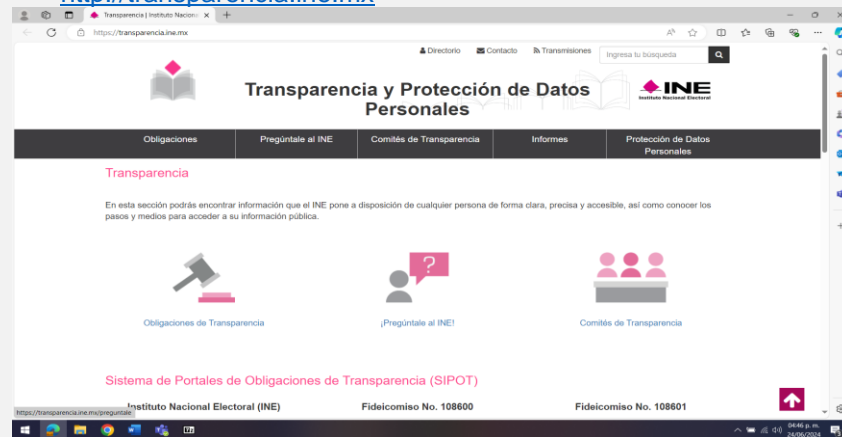 http://transparencia.ine.mx
Transparencia | Instituto Nacion
https://transparencia.ine.mx
Directorio Contacto Transmisiones Ingresa tu búsqueda
Transparencia y Protección de Datos
Personales
INE
Instituto Nacional Electoral
Obligaciones Pregúntale al INE Comités de Transparencia Informes Protección de Datos
Personales
Transparencia
En esta sección podrás encontrar información que el INE pone a disposición de cualquier persona de forma clara, precisa y accesible, así como conocer los
pasos y medios para acceder a su información pública.
?
Obligaciones de Transparencia ¡Pregúntale al INE! Comités de Transparencia
Sistema de Portales de Obligaciones de Transparencia (SIPOT)
Instituto Nacional Electoral (INE) Fideicomiso No. 108600 Fideicomiso No. 108601
https://transparencia.ine.mx/preguntale
04:46 p. m.
24/06/2024